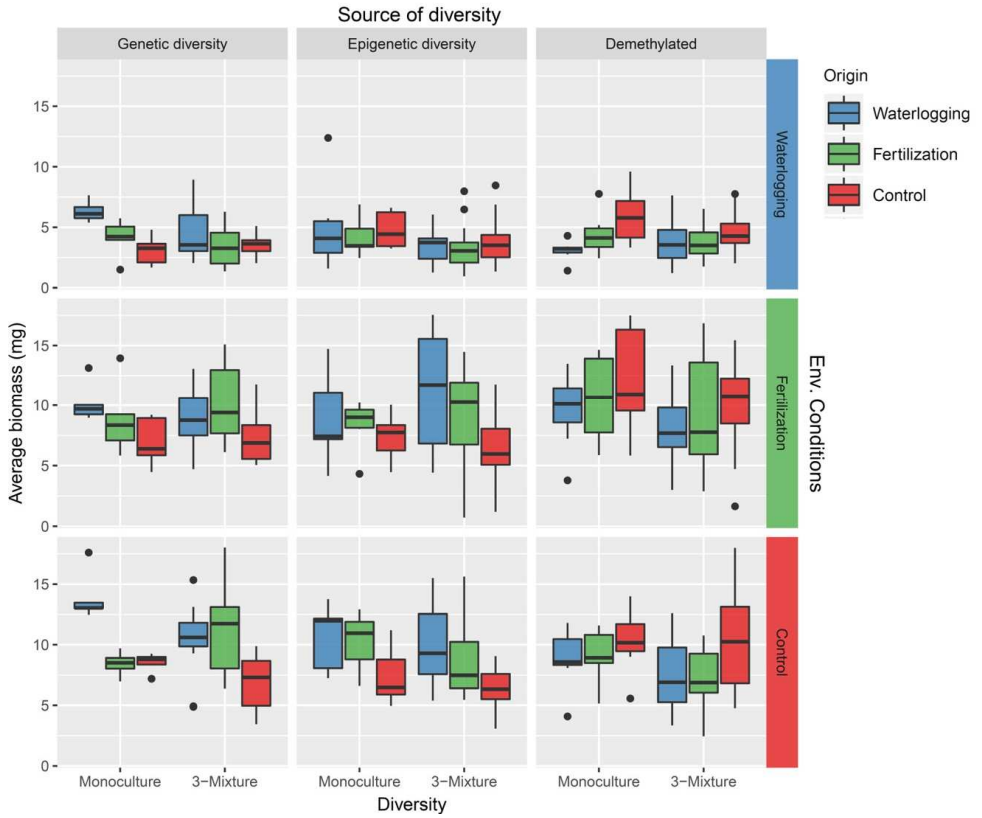 Source of diversity
Genetic diversity
Epigenetic diversity
Demethylated
Origin
Waterlogging
Fertilization
Control
Average biomass (mg)
15
10
5
0
Waterlogging
15
10
5
0
Fertilization
Env. Conditions
15
10
5
0
Control
Monoculture
3−Mixture
Monoculture
3−Mixture
Monoculture
3−Mixture
Diversity